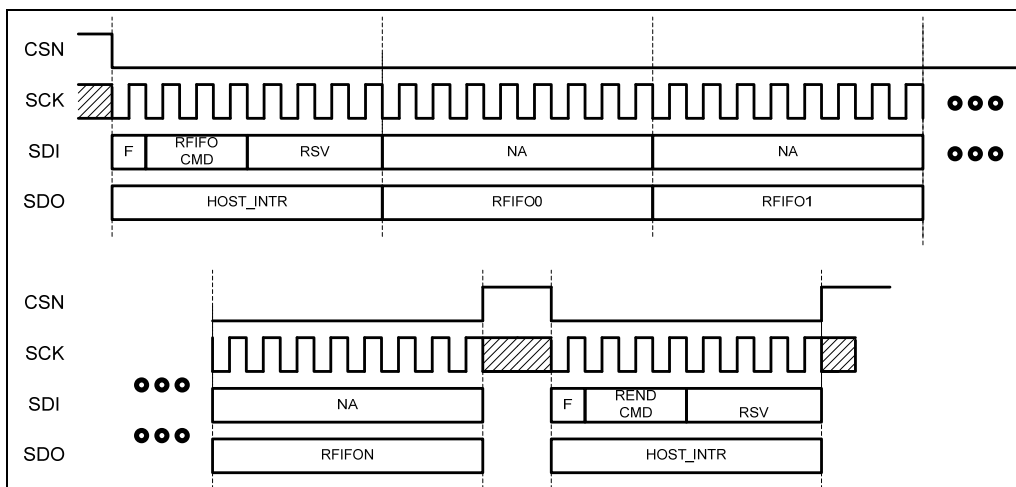 CSN
SCK
SDI
F
RFIFO
CMD
RSV
NA
NA
SDO
HOST_INTR
RFIFO0
RFIFO1
CSN
SCK
SDI
NA
F
REND
CMD
RSV
SDO
RFIFON
HOST_INTR